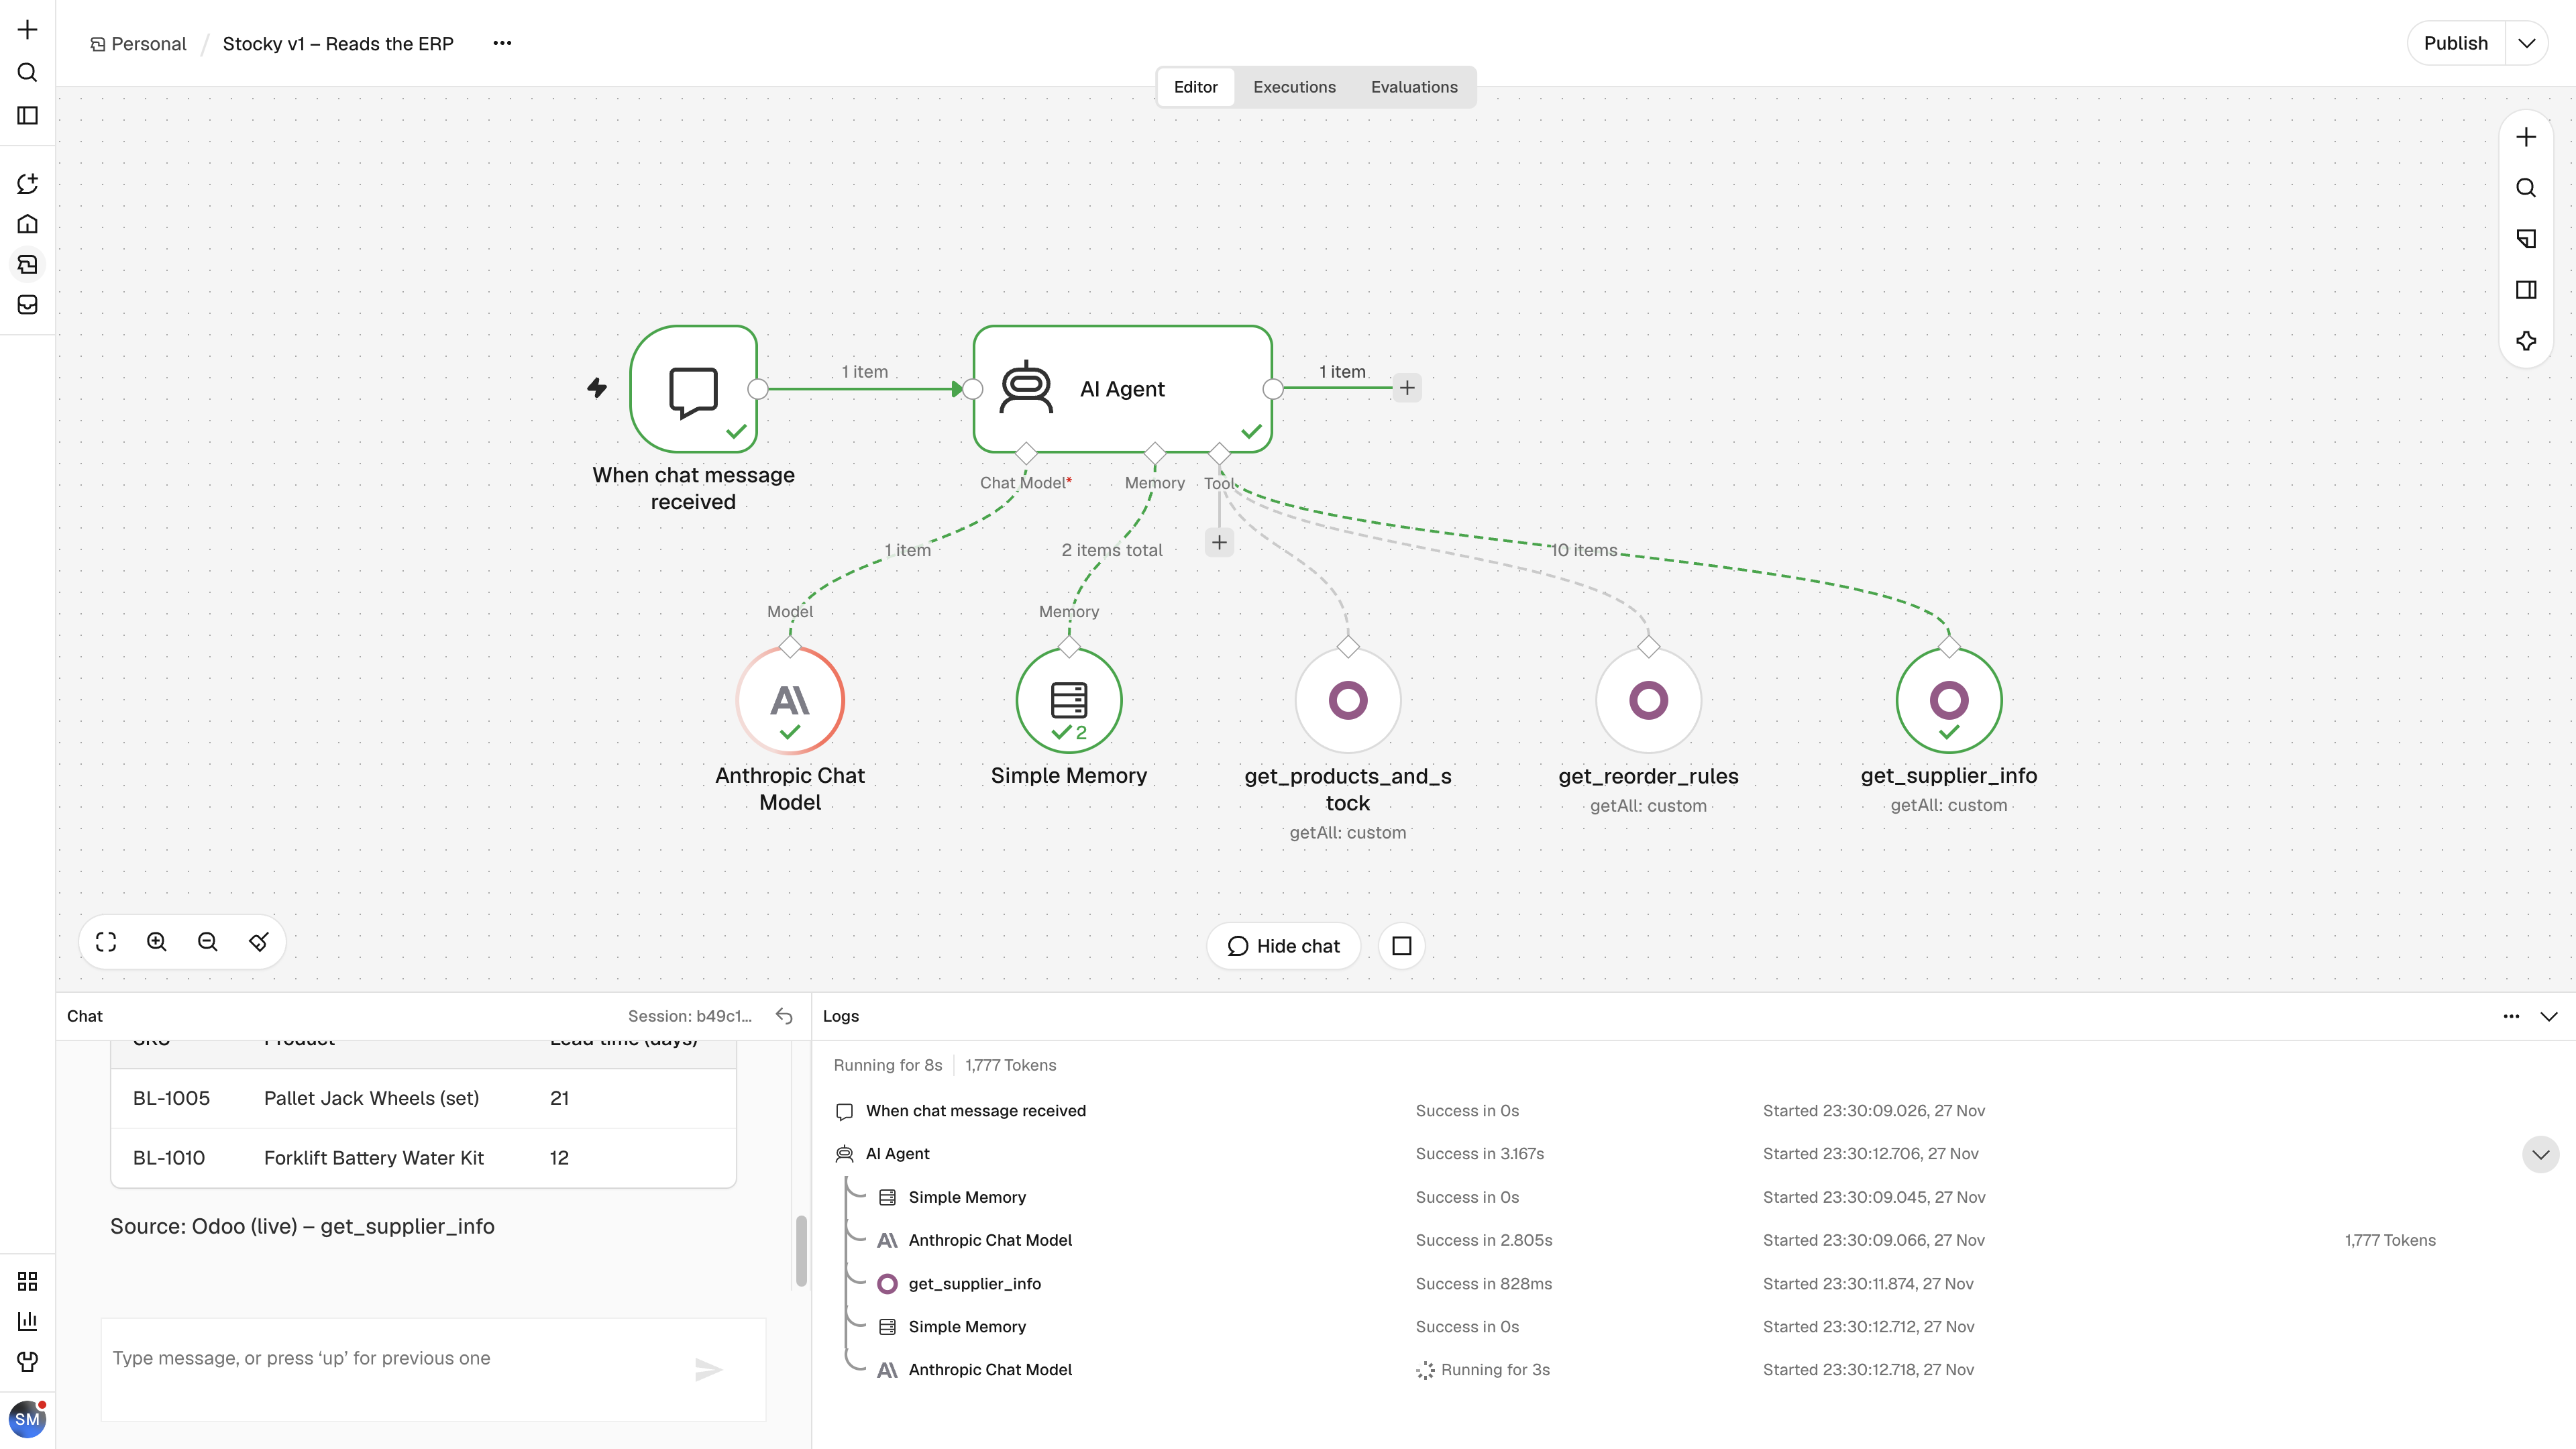 Personal / Stocky v1 – Reads the ERP
Publish
Editor Executions Evaluations
1 item
AI Agent
1 item
When chat message
received
Chat Model*
Memory
Tool
1 item
2 items total
10 items
Model
Memory
2
Anthropic Chat
Model
Simple Memory
get_products_and_s
tock
getAll: custom
get_reorder_rules
getAll: custom
get_supplier_info
getAll: custom
Hide chat
Chat
Session: b49c1...
SKU Product Lead time (days)
BL-1005 Pallet Jack Wheels (set) 21
BL-1010 Forklift Battery Water Kit 12
Source: Odoo (live) – get_supplier_info
Type message, or press ‘up’ for previous one
SM
Logs
Running for 8s 1,777 Tokens
When chat message received Success in 0s Started 23:30:09.026, 27 Nov
AI Agent Success in 3.167s Started 23:30:12.706, 27 Nov
Simple Memory Success in 0s Started 23:30:09.045, 27 Nov
Anthropic Chat Model Success in 2.805s Started 23:30:09.066, 27 Nov 1,777 Tokens
get_supplier_info Success in 828ms Started 23:30:11.874, 27 Nov
Simple Memory Success in 0s Started 23:30:12.712, 27 Nov
Anthropic Chat Model Running for 3s Started 23:30:12.718, 27 Nov